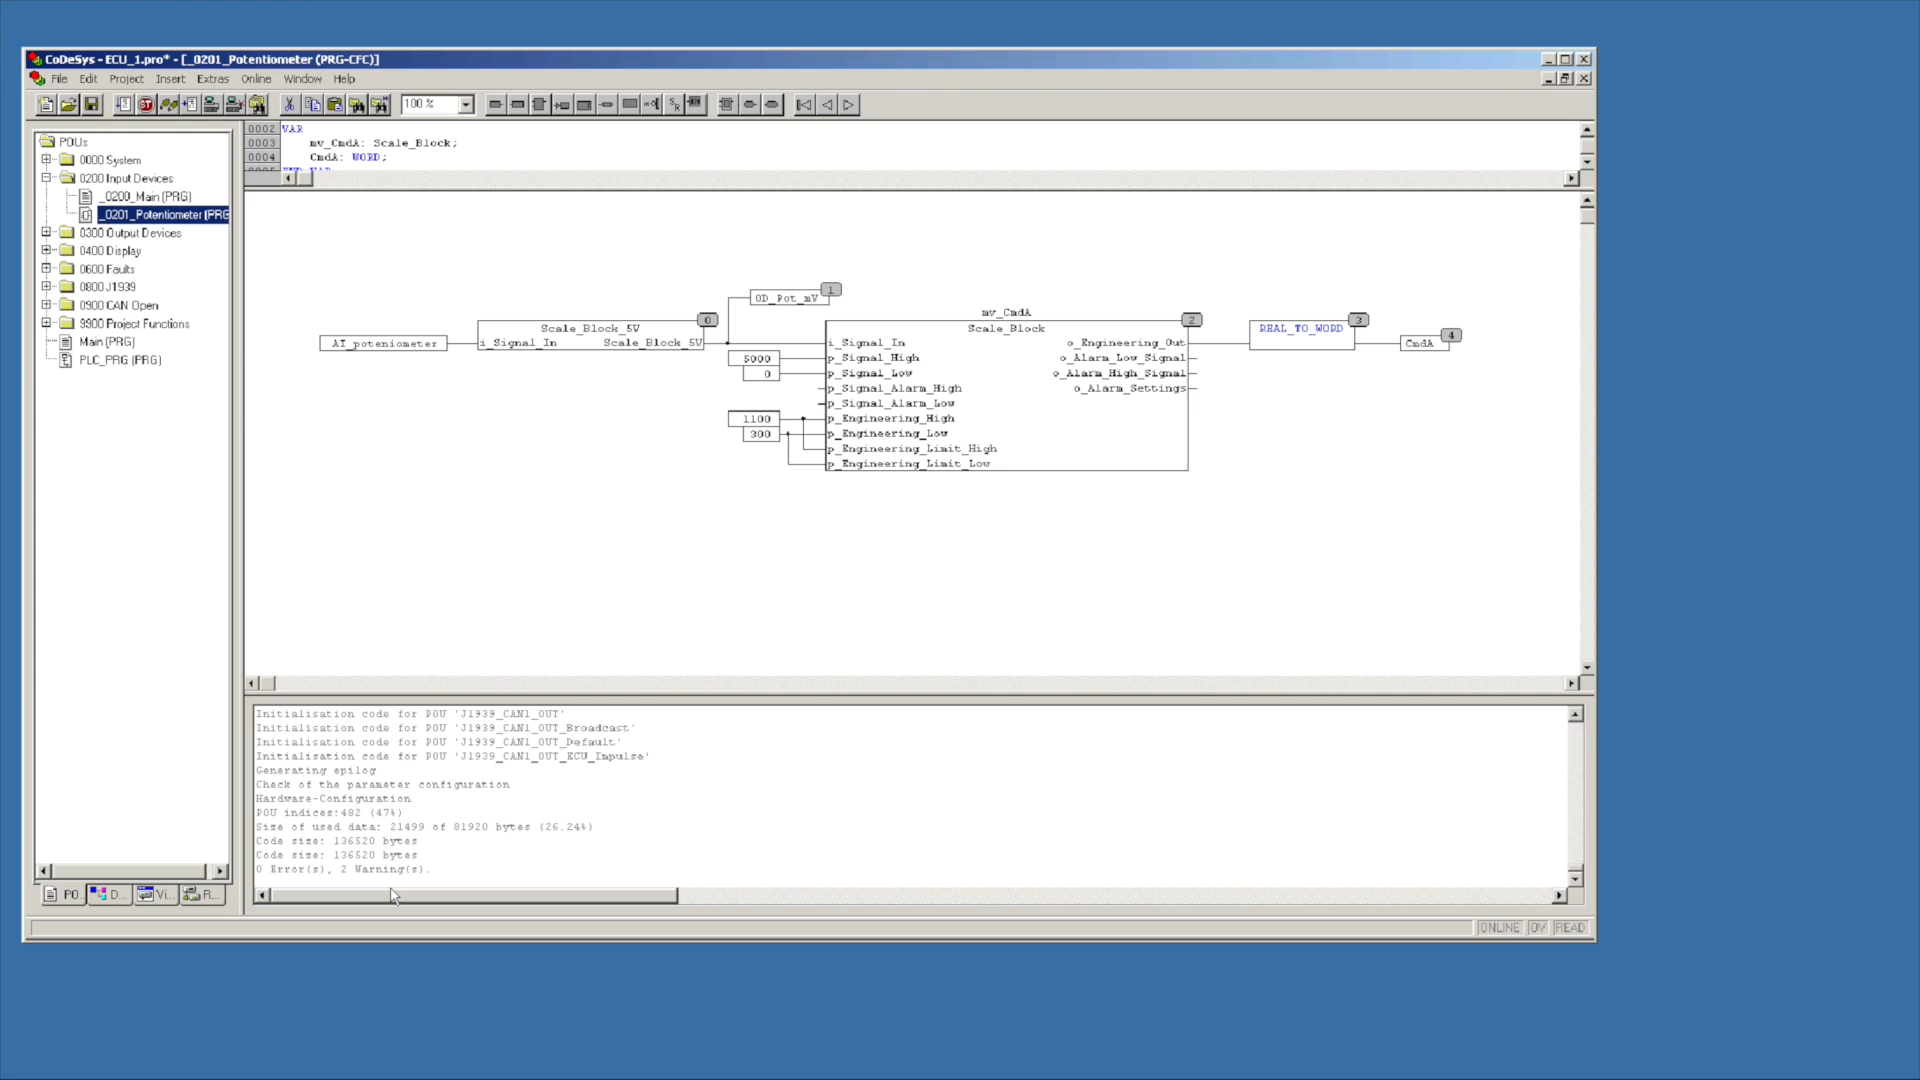 CoDeSys - ECU_1.pro* - [_0201_Potentiometer (PRG-CFC)]
File Edit Project Insert Extras Online Window Help
100 %
POUs
0000 System
0200 Input Devices
_0200_Main (PRG)
_0201_Potentiometer (PRG
0300 Output Devices
0400 Display
0600 Faults
0800 J1939
0900 CAN Open
9900 Project Functions
Main (PRG)
PLC_PRG (PRG)
PO.. D... Vi... R...
0002 VAR
0003 mv_CmdA: Scale_Block;
0004 CmdA: WORD;
AI_poteniometer
0
Scale_Block_5V
i_Signal_In Scale_Block_5V
OD_Pot_mV 1
5000
0
1100
300
mv_CmdA
2
Scale_Block
i_Signal_In o_Engineering_Out
p_Signal_High o_Alarm_Low_Signal
p_Signal_Low o_Alarm_High_Signal
p_Signal_Alarm_High o_Alarm_Settings
p_Signal_Alarm_Low
p_Engineering_High
p_Engineering_Low
p_Engineering_Limit_High
p_Engineering_Limit_Low
3
REAL_TO_WORD
4
CmdA
Initialisation code for POU 'J1939_CAN1_OUT'
Initialisation code for POU 'J1939_CAN1_OUT_Broadcast'
Initialisation code for POU 'J1939_CAN1_OUT_Default'
Initialisation code for POU 'J1939_CAN1_OUT_ECU_Impulse'
Generating epilog
Check of the parameter configuration
Hardware-Configuration
POU indices:482 (47%)
Size of used data: 21499 of 81920 bytes (26.24%)
Code size: 136520 bytes
Code size: 136520 bytes
0 Error(s), 2 Warning(s).
ONLINE OV READ